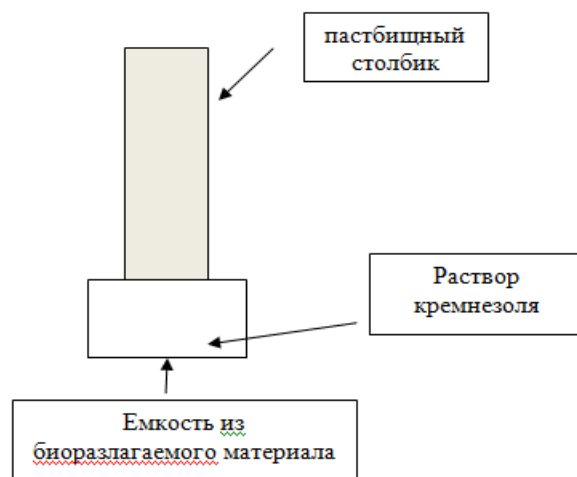 пастбищный
столбик
Раствор
кремнезоля
Емкость из
биоразлагаемого материала